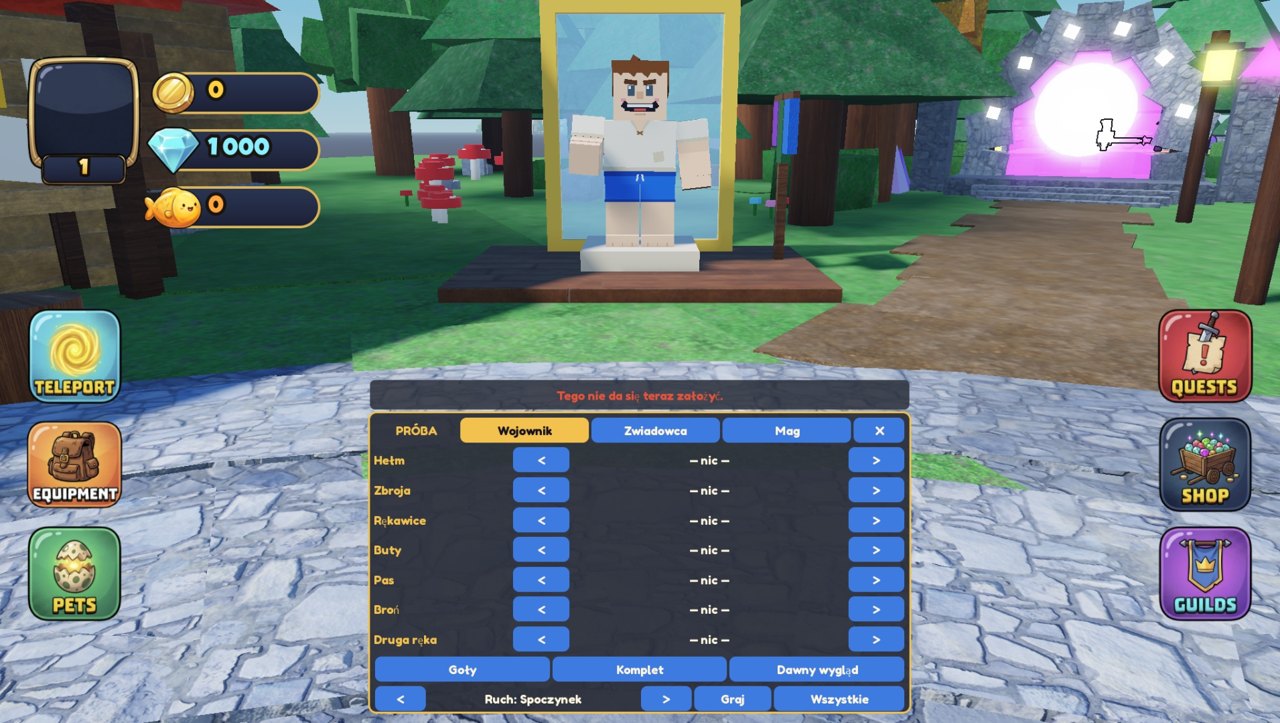 0
1000
1
0
TELEPORT
EQUIPMENT
PETS
QUESTS
SHOP
GUILDS
Tego nie da się teraz założyć.
PRÓBA Wojownik Zwiadowca Mag X
Hełm < – nic – >
Zbroja < – nic – >
Rękawice < – nic – >
Buty < – nic – >
Pas < – nic – >
Broń < – nic – >
Druga ręka < – nic – >
Goły Komplet Dawny wygląd
< Ruch: Spoczynek > Graj Wszystkie